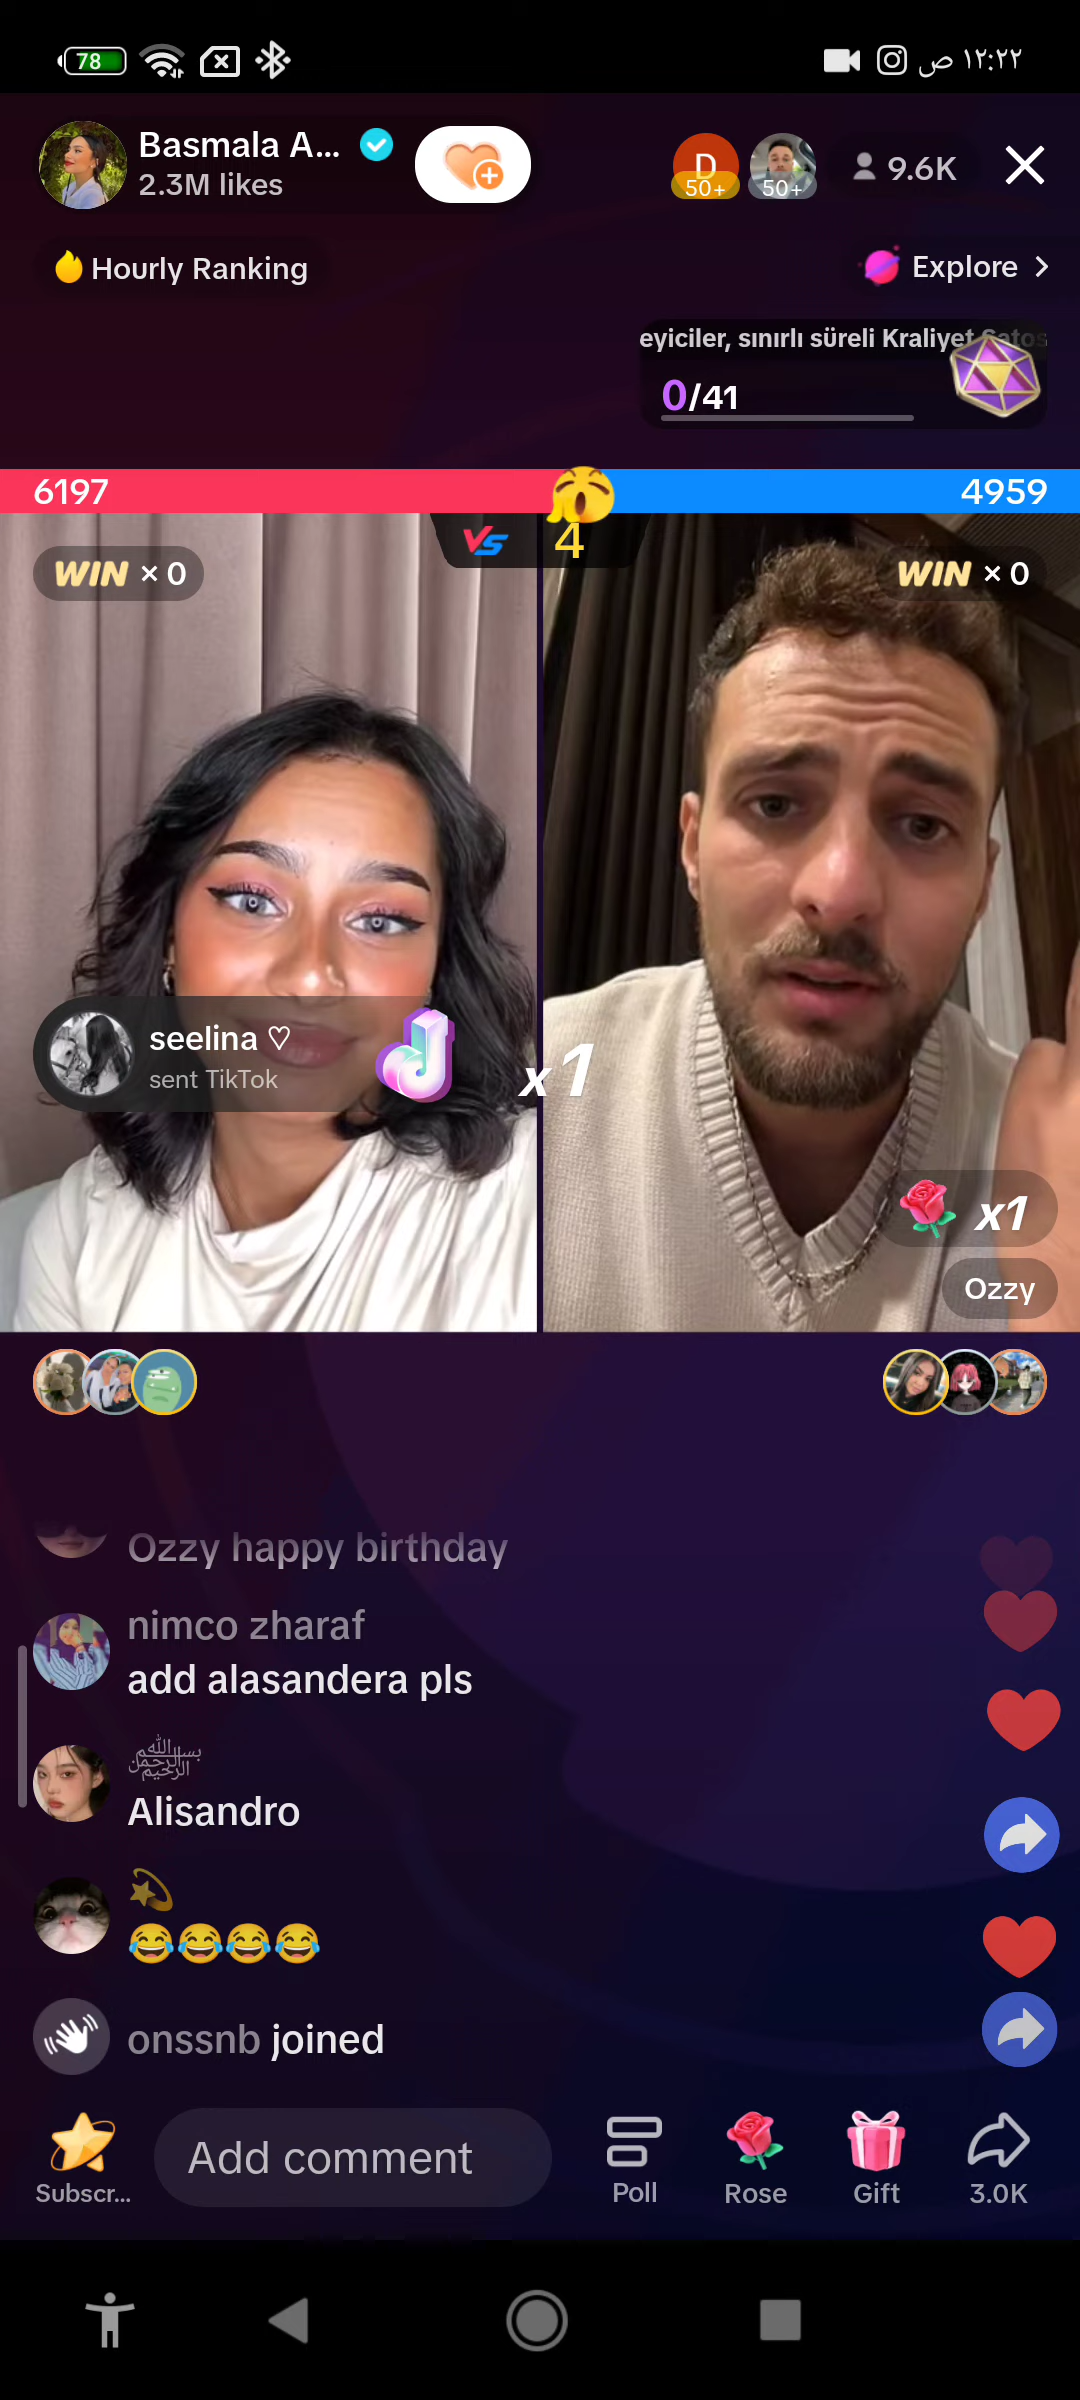 78
١٢:٢٢ ص
Basmala A...
2.3M likes
D
50+
50+
9.6K
Hourly Ranking
Explore
eyiciler, sınırlı süreli Kraliyet Satos
0/41
6197
4959
VS
4
WIN × 0
WIN × 0
seelina ♡
sent TikTok
x1
x1
Ozzy
Ozzy happy birthday
nimco zharaf
add alasandera pls
﷽
Alisandro
💫
😂😂😂😂
onssnb joined
Subscr...
Add comment
Poll
Rose
Gift
3.0K